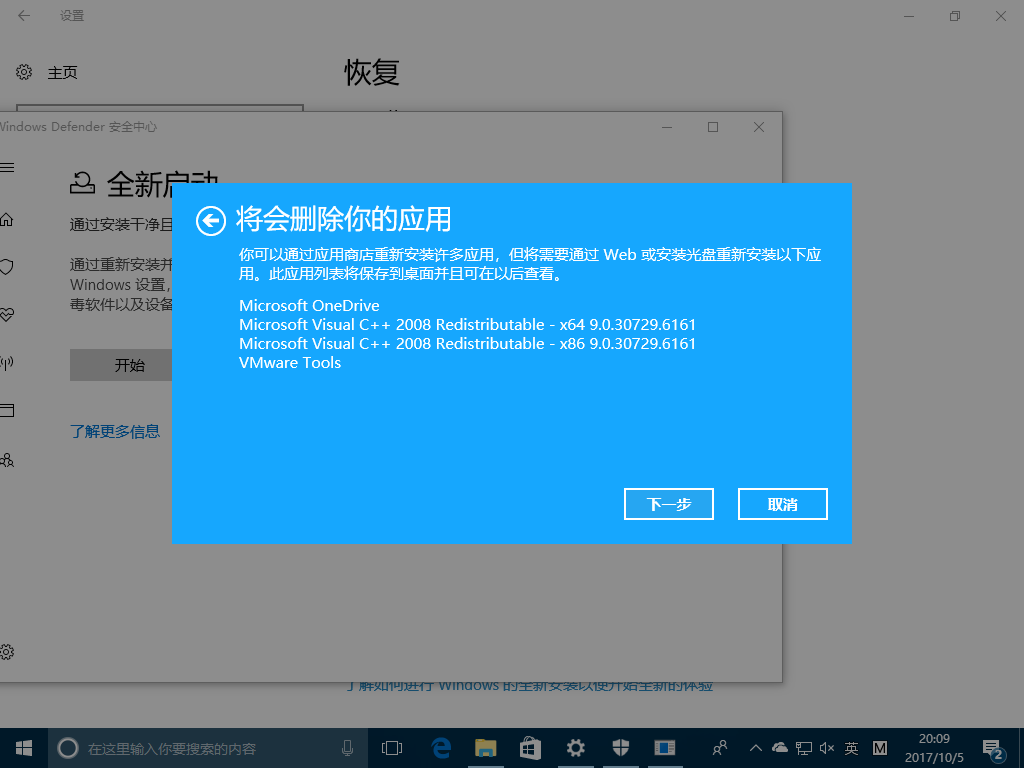 设置
主页
恢复
Windows Defender 安全中心
全新启动
通过安装干净且
通过重新安装并
Windows 设置,
毒软件以及设备
开始
了解更多信息
将会删除你的应用
你可以通过应用商店重新安装许多应用，但将需要通过 Web 或安装光盘重新安装以下应
用。此应用列表将保存到桌面并且可在以后查看。
Microsoft OneDrive
Microsoft Visual C++ 2008 Redistributable - x64 9.0.30729.6161
Microsoft Visual C++ 2008 Redistributable - x86 9.0.30729.6161
VMware Tools
下一步
取消
了解如何进行 Windows 的全新安装以便开始全新的体验
在这里输入你要搜索的内容
英
M
20:09
2017/10/5
2